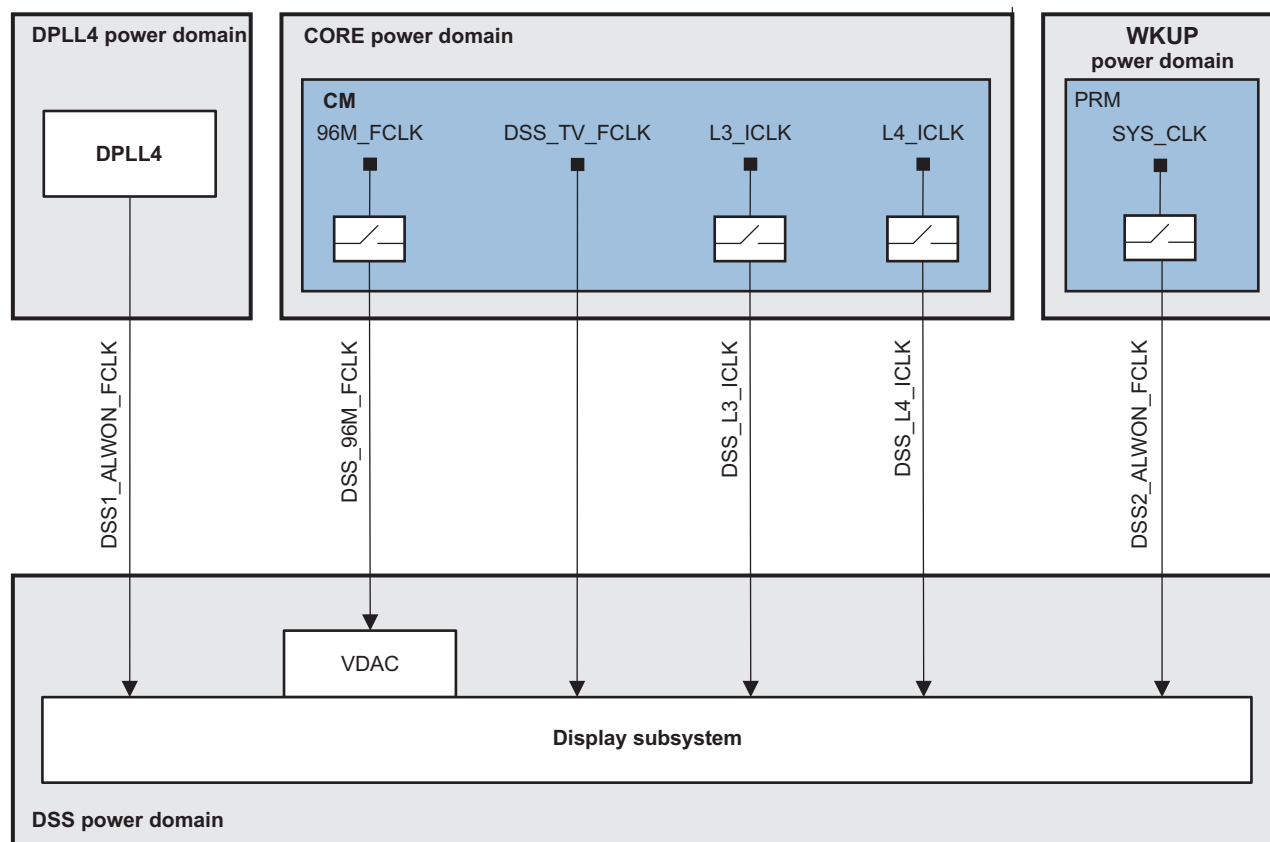 DPLL4 power domain
CORE power domain
WKUP
power domain
CM
PRM
96M_FCLK
DSS_TV_FCLK
L3_ICLK
L4_ICLK
SYS_CLK
DPLL4
DSS1_ALWON_FCLK
DSS_96M_FCLK
DSS_L3_ICLK
DSS_L4_ICLK
DSS2_ALWON_FCLK
VDAC
Display subsystem
DSS power domain